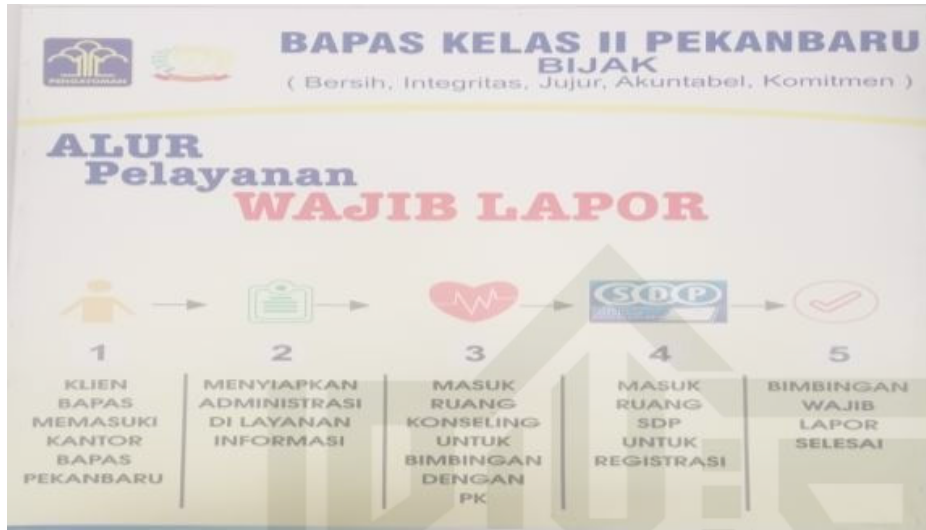 PENGAYOMAN
BAPAS KELAS II PEKANBARU
BIJAK
( Bersih, Integritas, Jujur, Akuntabel, Komitmen )
ALUR
Pelayanan
WAJIB LAPOR
SDP
1
KLIEN
BAPAS
MEMASUKI
KANTOR
BAPAS
PEKANBARU
2
MENYIAPKAN
ADMINISTRASI
DI LAYANAN
INFORMASI
3
MASUK
RUANG
KONSELING
UNTUK
BIMBINGAN
DENGAN
PK
4
MASUK
RUANG
SDP
UNTUK
REGISTRASI
5
BIMBINGAN
WAJIB
LAPOR
SELESAI